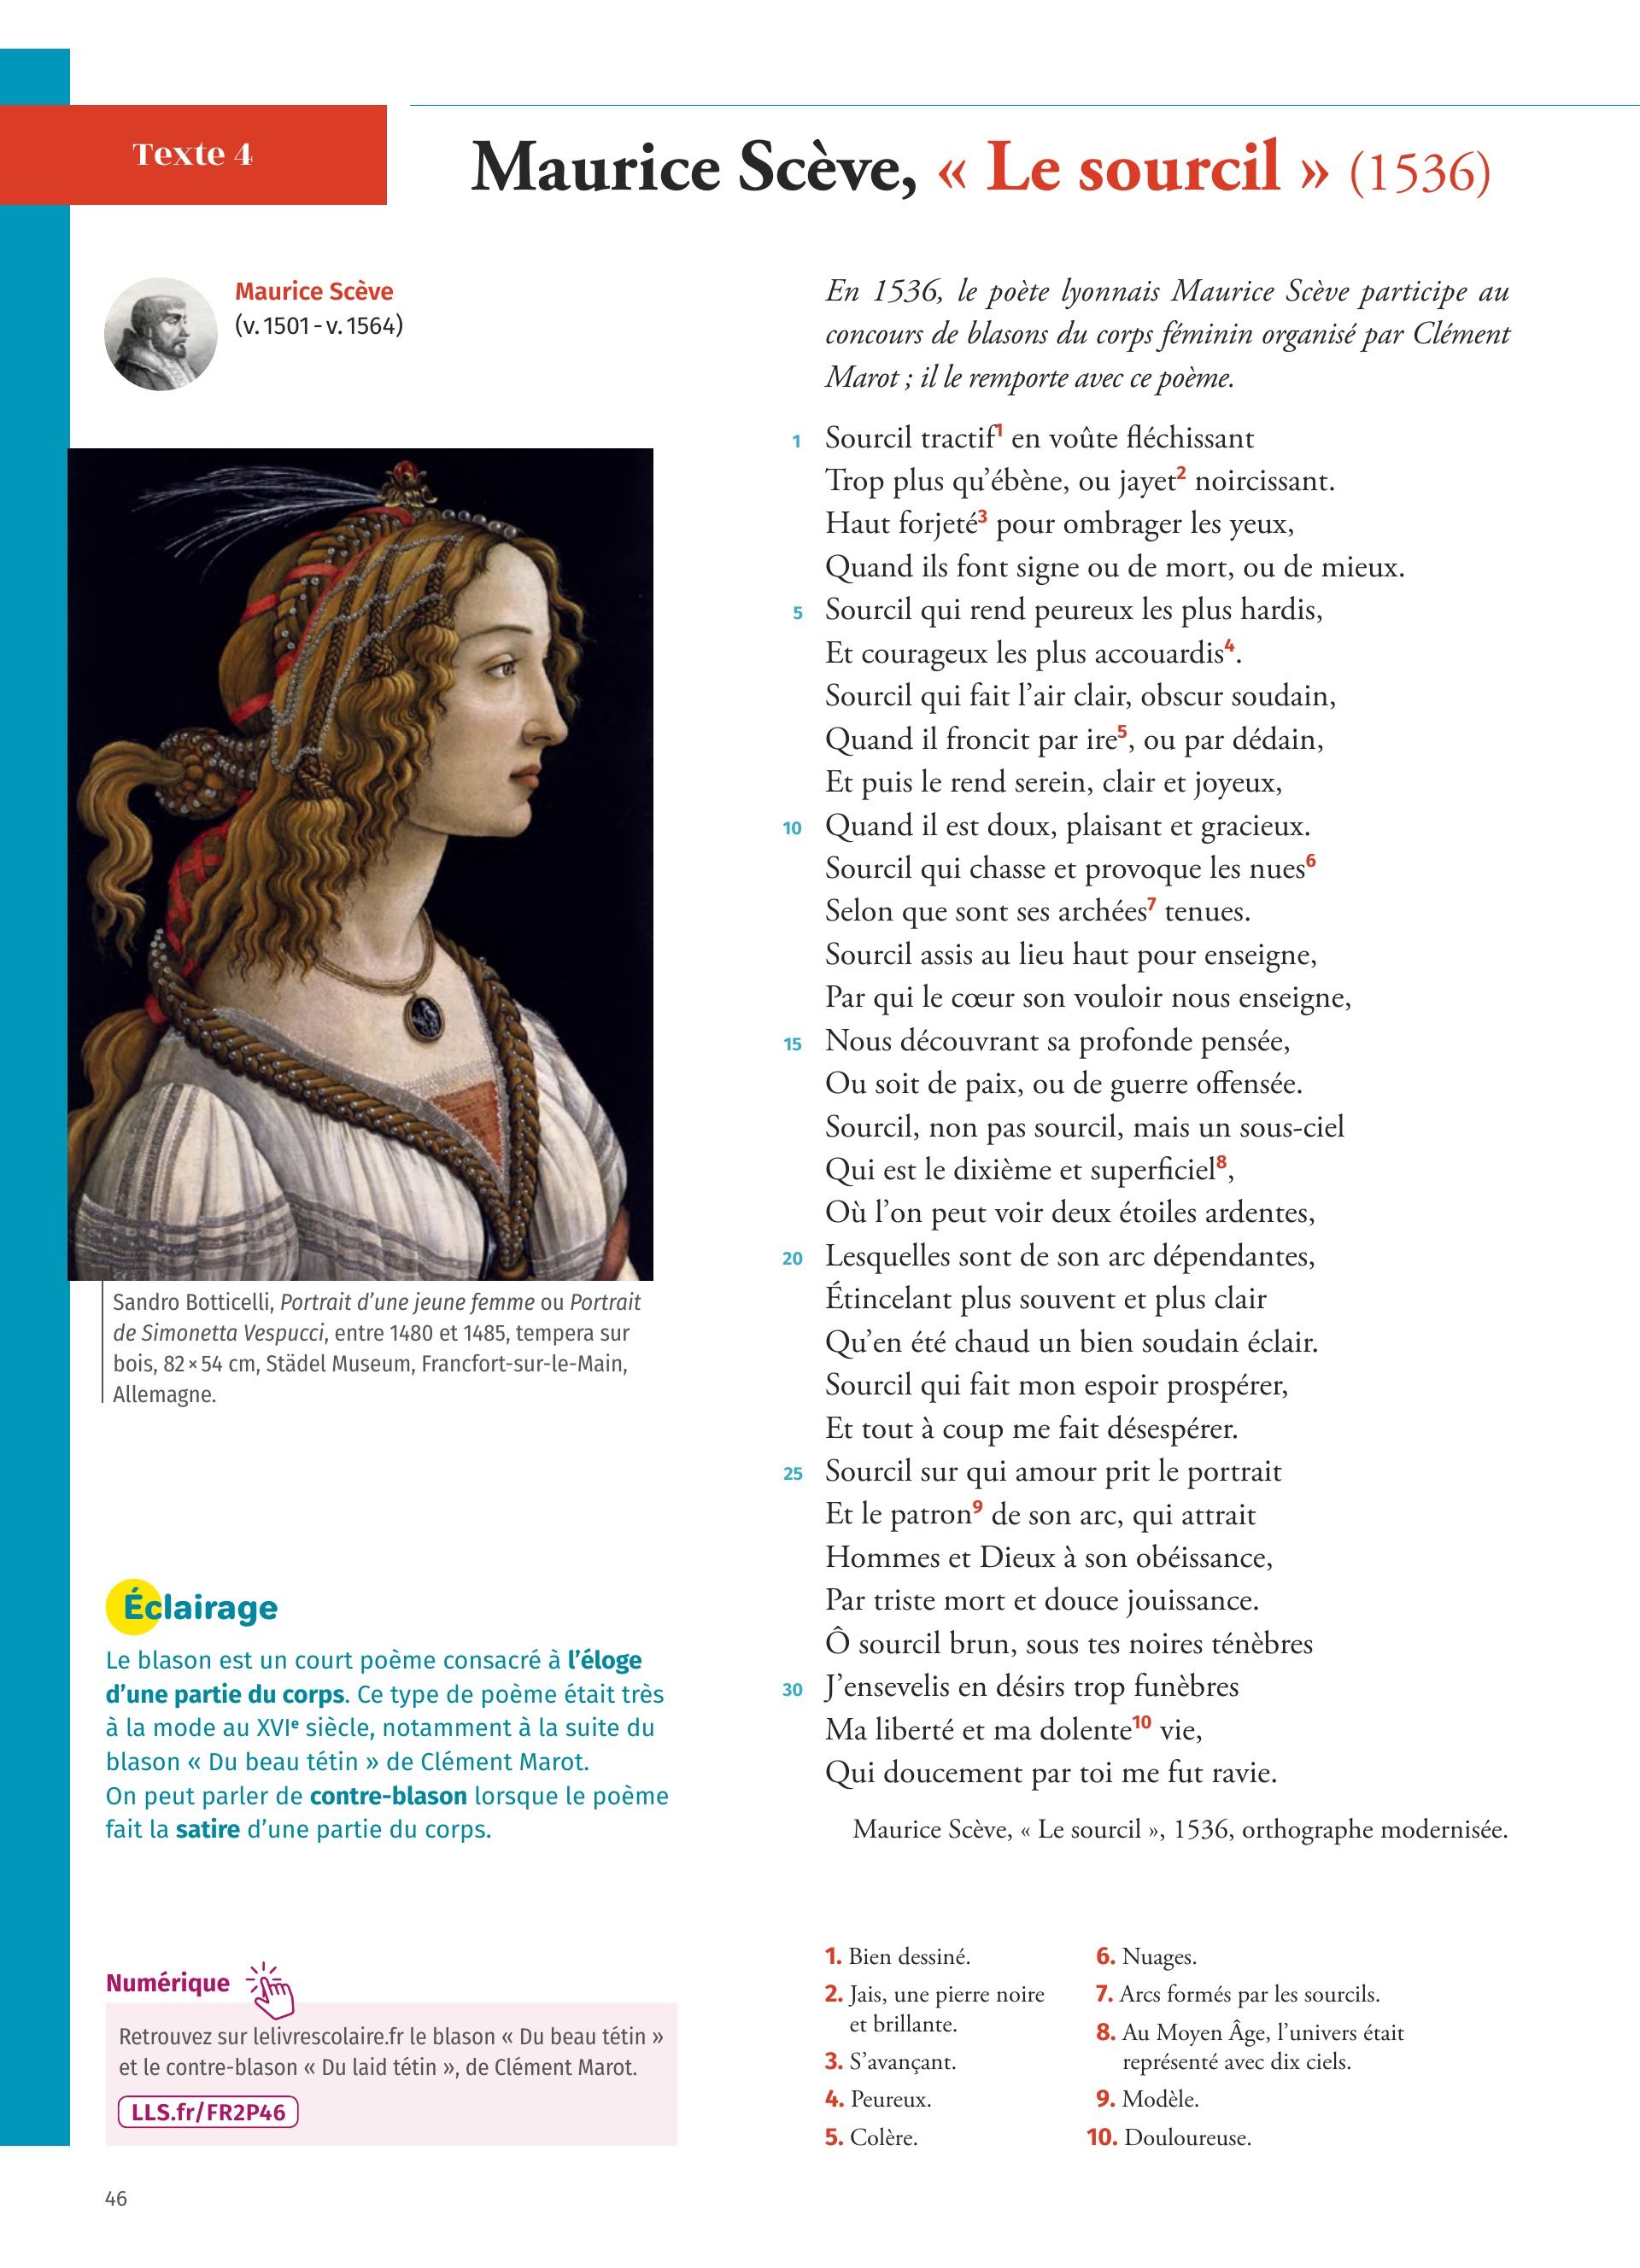 Texte 4
Maurice Scève, « Le sourcil » (1536)
Maurice Scève
(v. 1501 - v. 1564)
Sandro Botticelli, Portrait d’une jeune femme ou Portrait
de Simonetta Vespucci, entre 1480 et 1485, tempera sur
bois, 82 × 54 cm, Städel Museum, Francfort-sur-le-Main,
Allemagne.
Éclairage
Le blason est un court poème consacré à l’éloge
d’une partie du corps. Ce type de poème était très
à la mode au XVIe siècle, notamment à la suite du
blason « Du beau tétin » de Clément Marot.
On peut parler de contre-blason lorsque le poème
fait la satire d’une partie du corps.
Numérique
Retrouvez sur lelivrescolaire.fr le blason « Du beau tétin »
et le contre-blason « Du laid tétin », de Clément Marot.
LLS.fr/FR2P46
En 1536, le poète lyonnais Maurice Scève participe au
concours de blasons du corps féminin organisé par Clément
Marot ; il le remporte avec ce poème.
1 Sourcil tractif1 en voûte fléchissant
Trop plus qu’ébène, ou jayet2 noircissant.
Haut forjeté3 pour ombrager les yeux,
Quand ils font signe ou de mort, ou de mieux.
5 Sourcil qui rend peureux les plus hardis,
Et courageux les plus accouardis4.
Sourcil qui fait l’air clair, obscur soudain,
Quand il froncit par ire5, ou par dédain,
Et puis le rend serein, clair et joyeux,
10 Quand il est doux, plaisant et gracieux.
Sourcil qui chasse et provoque les nues6
Selon que sont ses archées7 tenues.
Sourcil assis au lieu haut pour enseigne,
Par qui le cœur son vouloir nous enseigne,
15 Nous découvrant sa profonde pensée,
Ou soit de paix, ou de guerre offensée.
Sourcil, non pas sourcil, mais un sous-ciel
Qui est le dixième et superficiel8,
Où l’on peut voir deux étoiles ardentes,
20 Lesquelles sont de son arc dépendantes,
Étincelant plus souvent et plus clair
Qu’en été chaud un bien soudain éclair.
Sourcil qui fait mon espoir prospérer,
Et tout à coup me fait désespérer.
25 Sourcil sur qui amour prit le portrait
Et le patron9 de son arc, qui attrait
Hommes et Dieux à son obéissance,
Par triste mort et douce jouissance.
Ô sourcil brun, sous tes noires ténèbres
30 J’ensevelis en désirs trop funèbres
Ma liberté et ma dolente10 vie,
Qui doucement par toi me fut ravie.
Maurice Scève, « Le sourcil », 1536, orthographe modernisée.
1. Bien dessiné.
2. Jais, une pierre noire
et brillante.
3. S’avançant.
4. Peureux.
5. Colère.
6. Nuages.
7. Arcs formés par les sourcils.
8. Au Moyen Âge, l’univers était
représenté avec dix ciels.
9. Modèle.
10. Douloureuse.
46